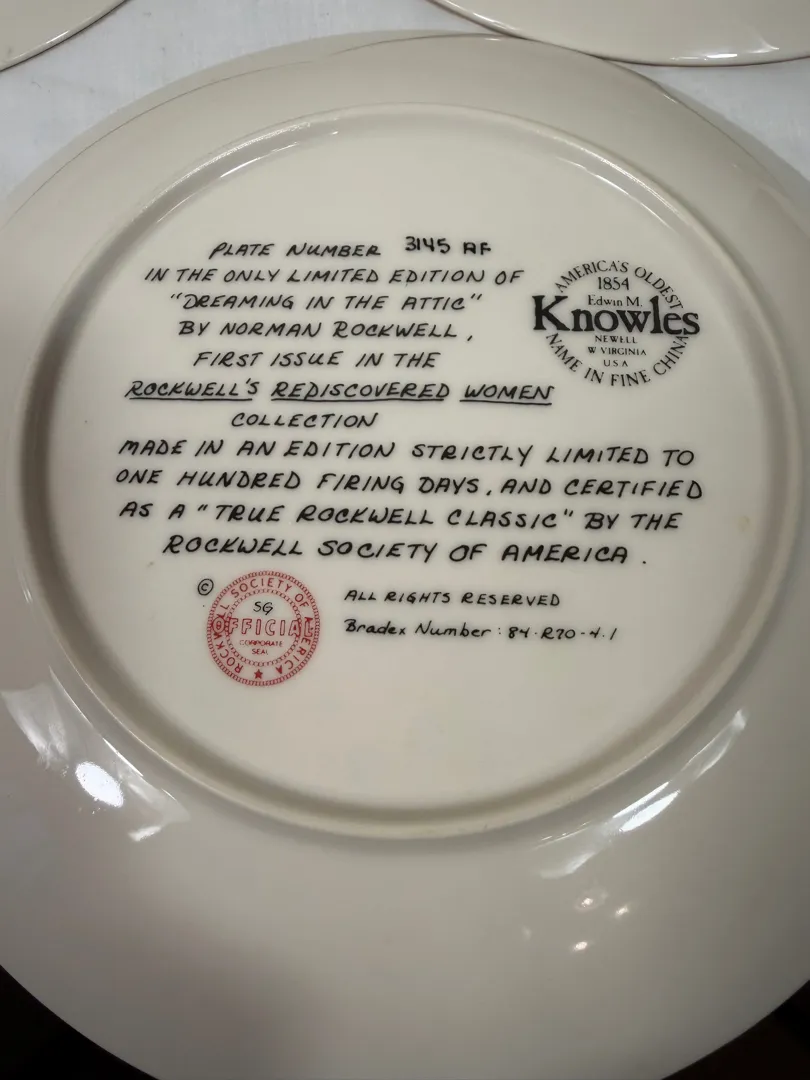 PLATE NUMBER 3145 AF
IN THE ONLY LIMITED EDITION OF
"DREAMING IN THE ATTIC"
BY NORMAN ROCKWELL,
FIRST ISSUE IN THE
ROCKWELL'S REDISCOVERED WOMEN
COLLECTION
MADE IN AN EDITION STRICTLY LIMITED TO
ONE HUNDRED FIRING DAYS, AND CERTIFIED
AS A "TRUE ROCKWELL CLASSIC" BY THE
ROCKWELL SOCIETY OF AMERICA.
AMERICA'S OLDEST
1854
Edwin M.
Knowles
NEWELL
W VIRGINIA
USA
NAME IN FINE CHINA
©
ROCKWELL SOCIETY OF AMERICA
SG
OFFICIAL
CORPORATE
SEAL
ALL RIGHTS RESERVED
Bradex Number: 84-R70-4.1